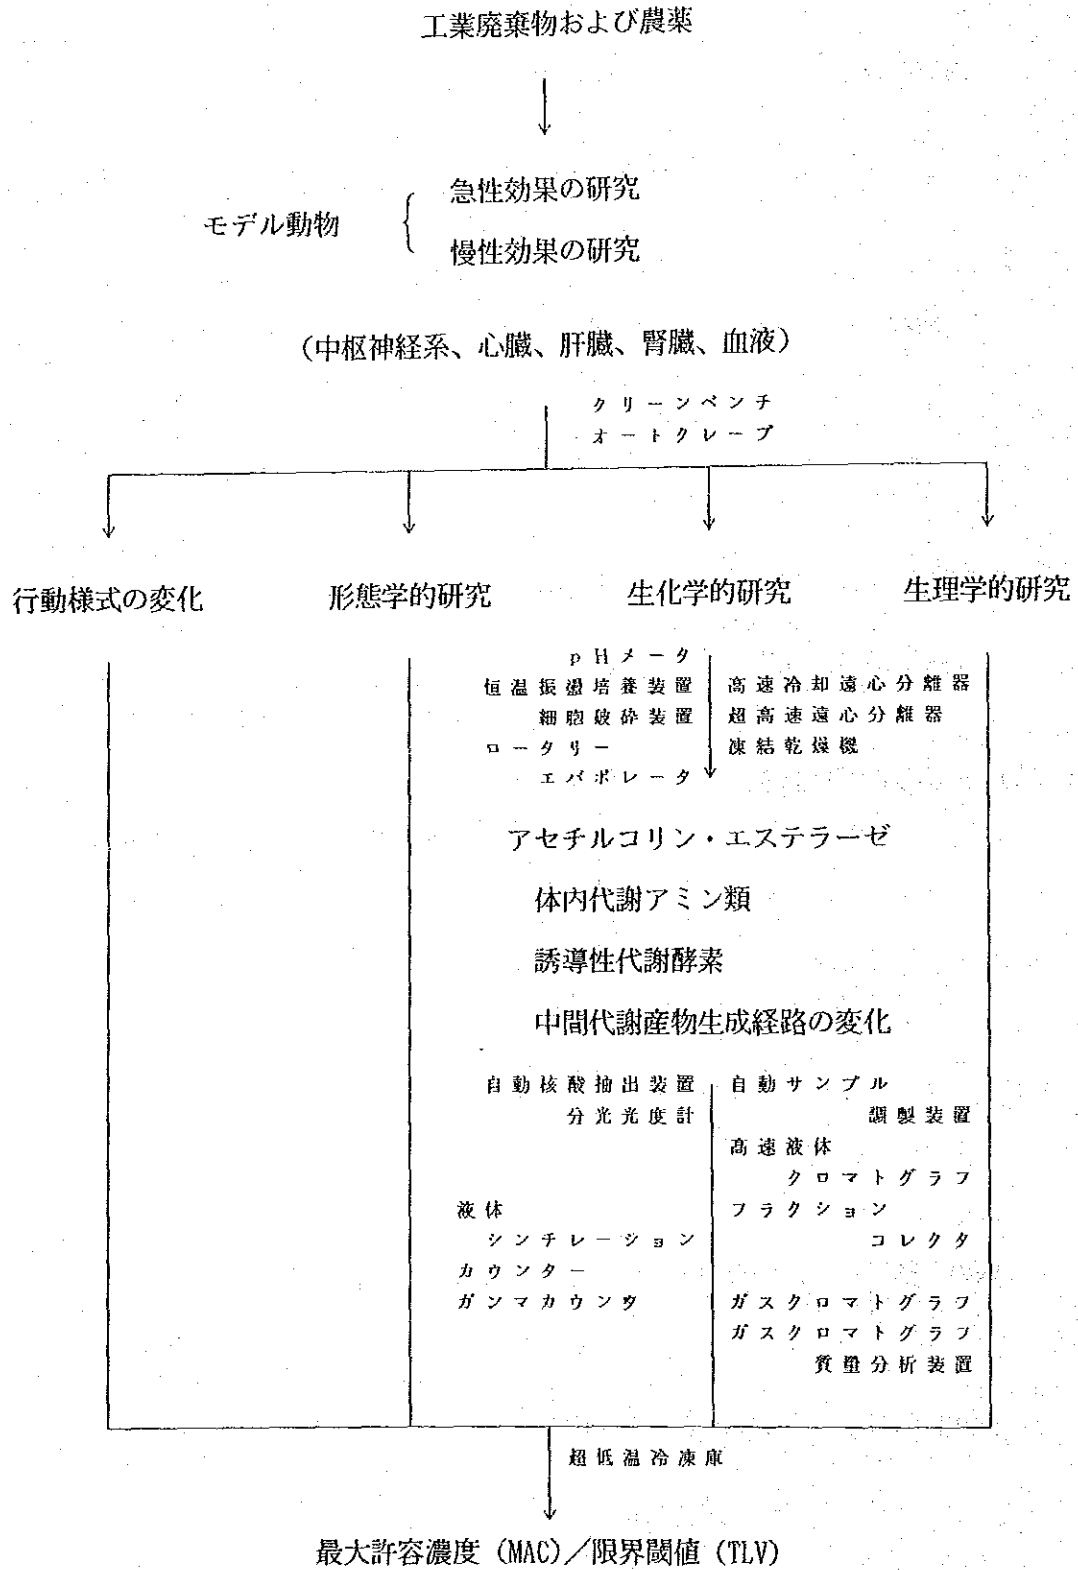 工業廃棄物および農薬
急性効果の研究
モデル動物 {
慢性効果の研究
（中枢神経系、心臓、肝臓、腎臓、血液）
クリーンベンチ
オートクレーブ
行動様式の変化 形態学的研究 生化学的研究 生理学的研究
pHメータ
恒温振盪培養装置 高速冷却遠心分離器
細胞破砕装置 超高速遠心分離器
ロータリー 凍結乾燥機
エバポレータ
アセチルコリン・エステラーゼ
体内代謝アミン類
誘導性代謝酵素
中間代謝産物生成経路の変化
自動核酸抽出装置 自動サンプル
分光光度計 調製装置
高速液体
クロマトグラフ
液体 フラクション
シンチレーション コレクタ
カウンター
ガンマカウンタ ガスクロマトグラフ
ガスクロマトグラフ
質量分析装置
超低温冷凍庫
最大許容濃度 (MAC)／限界閾値 (TLV)